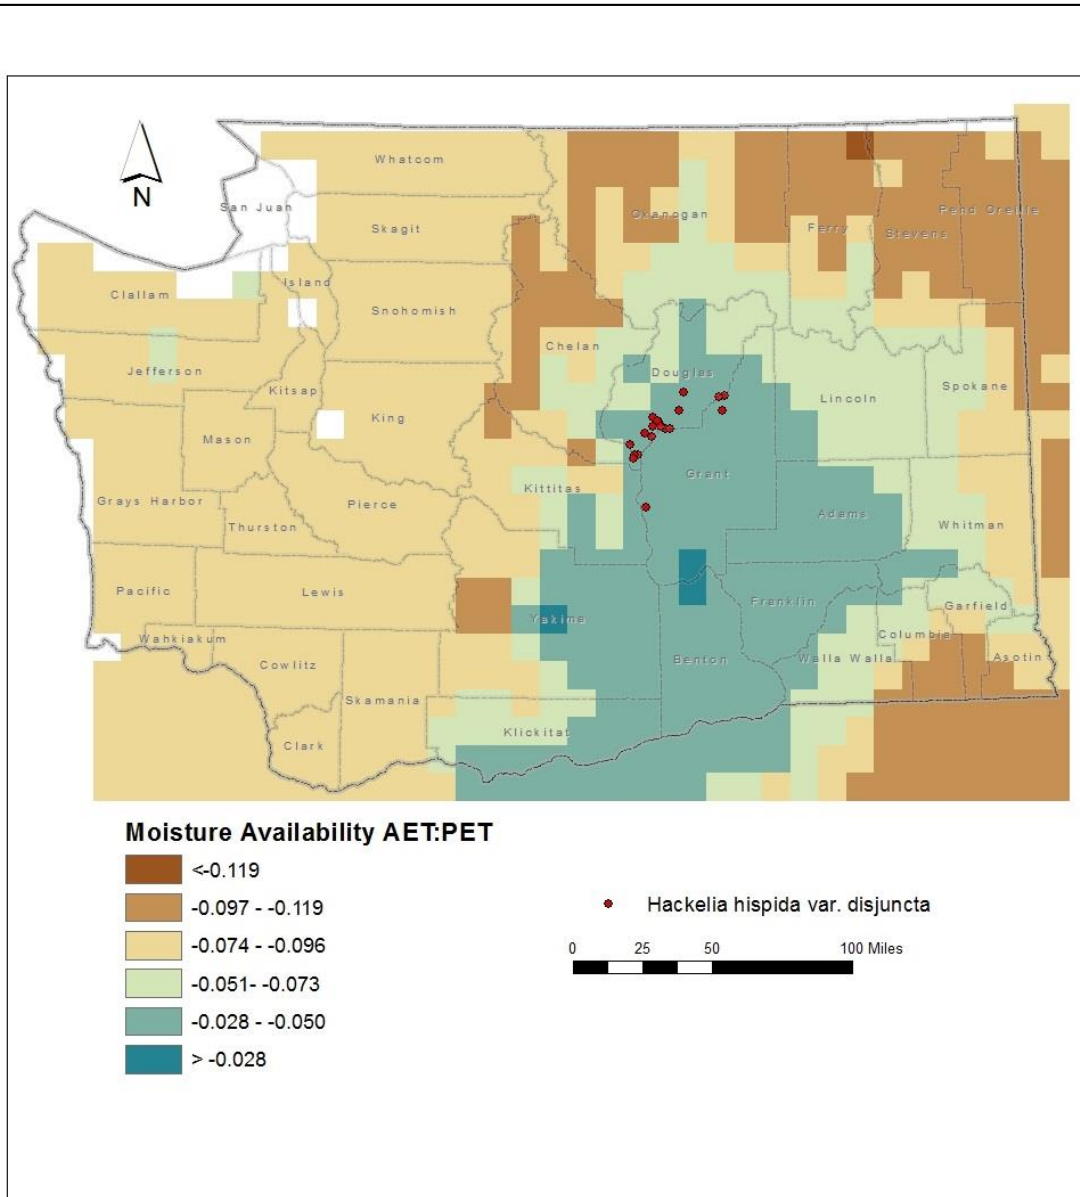 Whatcom
San Juan
Okanogan
Pend Oreille
Skagit
Ferry
Stevens
Island
Clallam
Snohomish
Chelan
Jefferson
Douglas
Kitsap
Spokane
Lincoln
King
Mason
Grant
Kittitas
Grays Harbor
Pierce
Adams
Thurston
Whitman
Pacific
Lewis
Franklin
Garfield
Yakima
Wahkiakum
Columbia
Cowlitz
Benton
Walla Walla
Asotin
Skamania
Klickitat
Clark
N
Moisture Availability AET:PET
<-0.119
-0.097 - -0.119
-0.074 - -0.096
-0.051- -0.073
-0.028 - -0.050
> -0.028
Hackelia hispida var. disjuncta
0 25 50 100 Miles